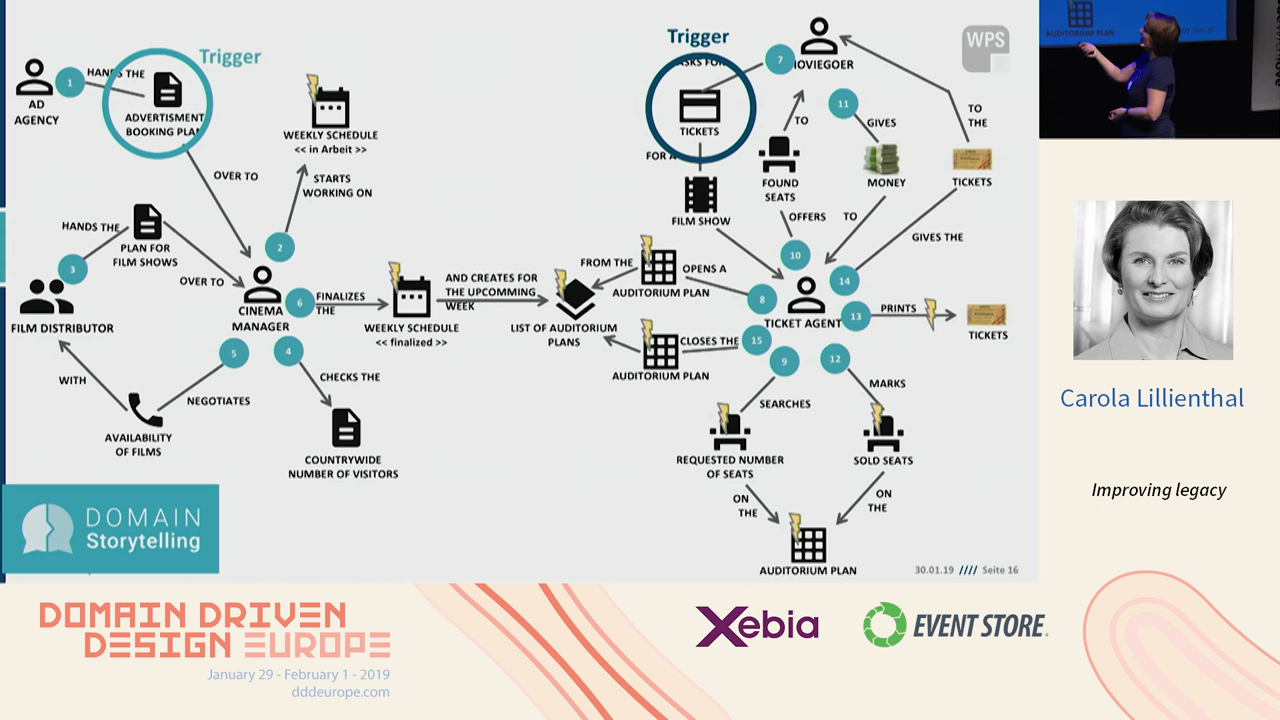 Trigger
1
HANDS THE
AD
AGENCY
ADVERTISMENT
BOOKING PLAN
OVER TO
WEEKLY SCHEDULE
<< in Arbeit >>
STARTS
WORKING ON
2
HANDS THE
3
PLAN FOR
FILM SHOWS
OVER TO
FILM DISTRIBUTOR
CINEMA
MANAGER
6
FINALIZES
THE
WEEKLY SCHEDULE
<< finalized >>
AND CREATES FOR
THE UPCOMMING
WEEK
LIST OF AUDITORIUM
PLANS
5
4
WITH
NEGOTIATES
CHECKS THE
AVAILABILITY
OF FILMS
COUNTRYWIDE
NUMBER OF VISITORS
Trigger
ASKS FOR
7
MOVIEGOER
WPS
TICKETS
FOR A
FILM SHOW
TO
FOUND
SEATS
OFFERS
10
11
GIVES
MONEY
TO
TO
THE
TICKETS
GIVES THE
14
FROM THE
AUDITORIUM PLAN
OPENS A
8
TICKET AGENT
13
PRINTS
TICKETS
15
CLOSES THE
AUDITORIUM PLAN
9
12
SEARCHES
MARKS
REQUESTED NUMBER
OF SEATS
SOLD SEATS
ON
THE
ON
THE
AUDITORIUM PLAN
30.01.19 //// Seite 16
DOMAIN
Storytelling
AUDITORIUM PLAN
Carola Lillienthal
Improving legacy
DOMAIN DRIVEN
DESIGN EUROPE
January 29 - February 1 - 2019
dddeurope.com
Xebia
EVENT STORE